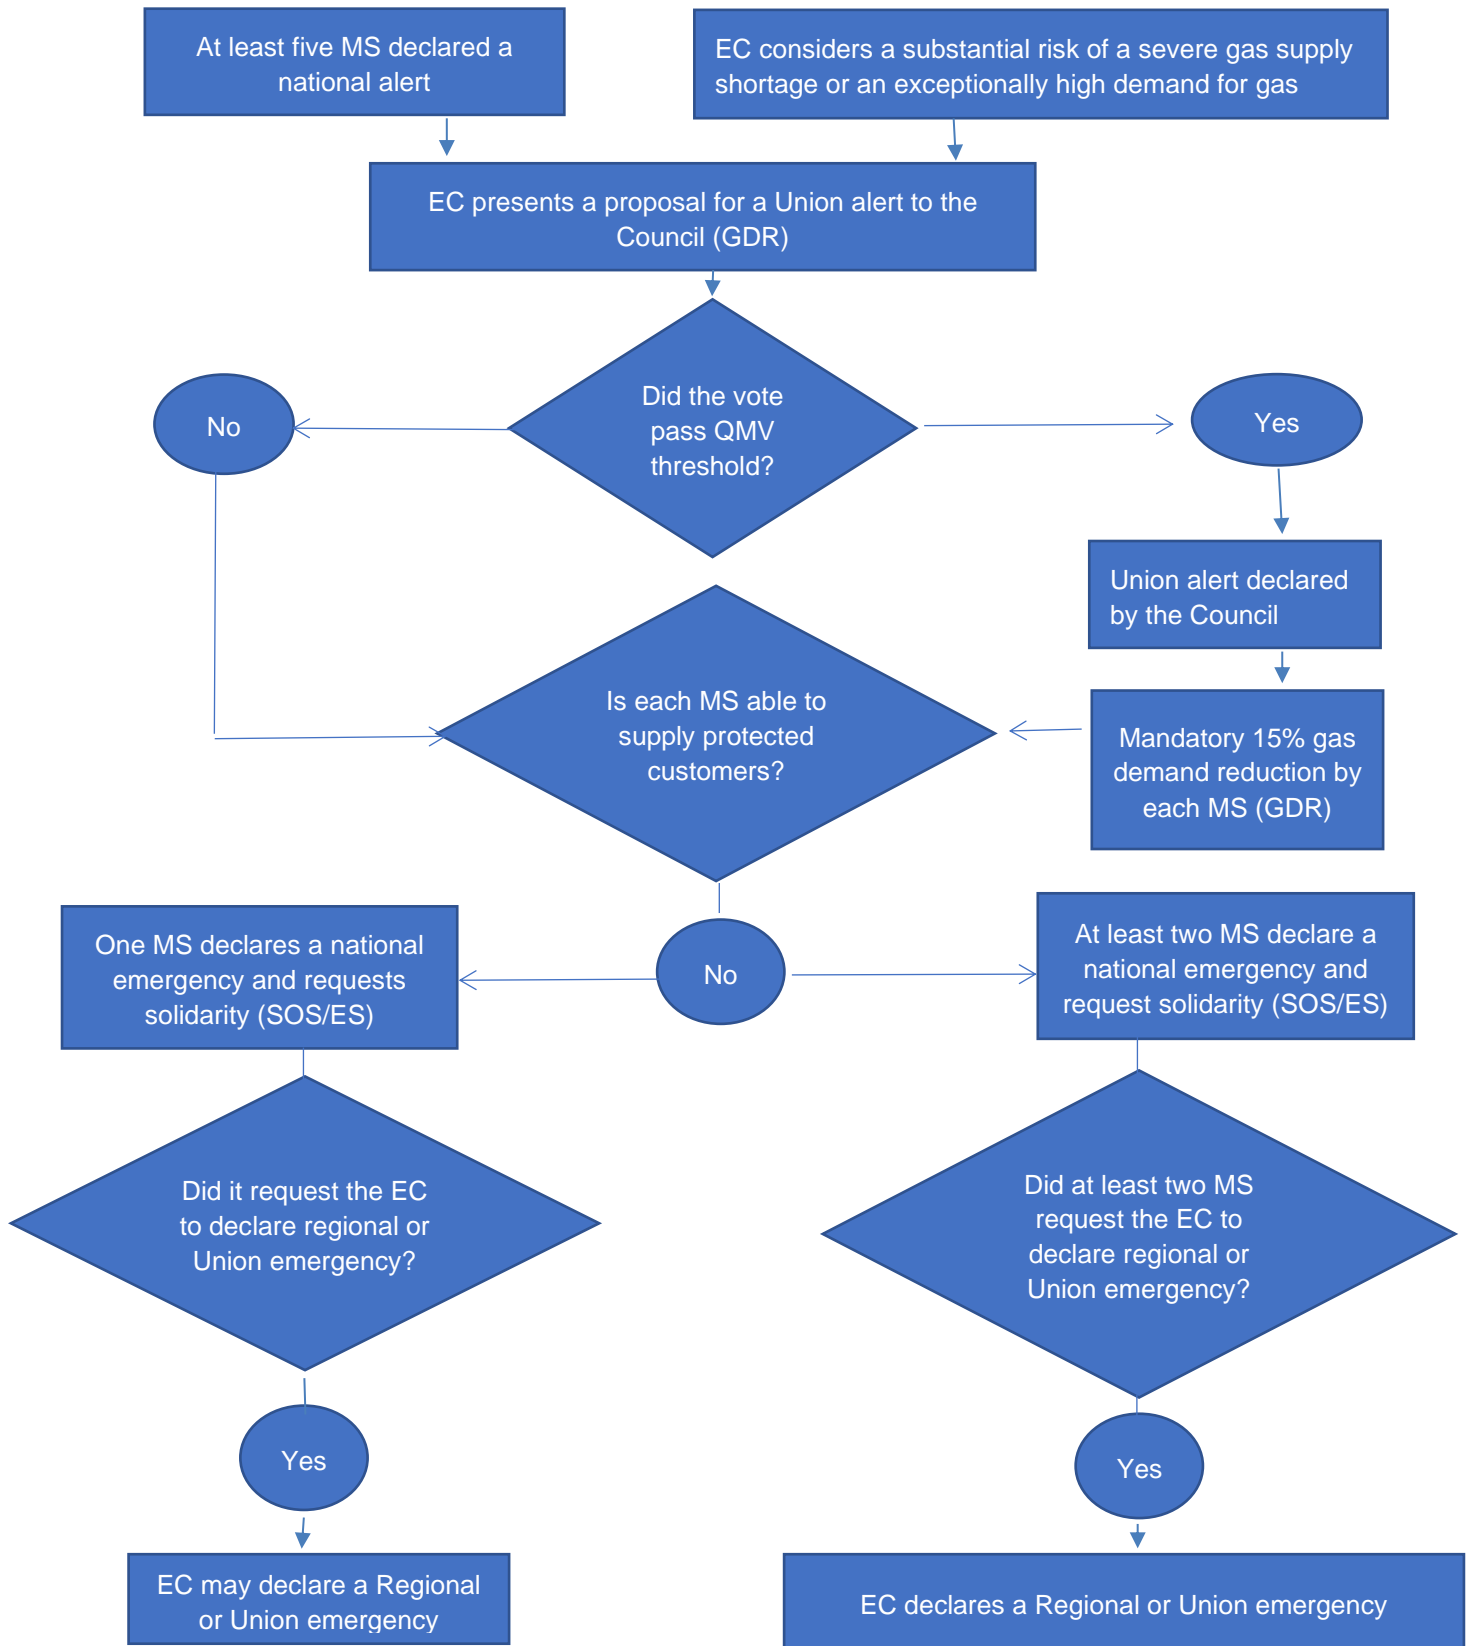 At least five MS declared a
national alert
EC considers a substantial risk of a severe gas supply
shortage or an exceptionally high demand for gas
EC presents a proposal for a Union alert to the
Council (GDR)
Did the vote
pass QMV
threshold?
No
Yes
Union alert declared
by the Council
Is each MS able to
supply protected
customers?
Mandatory 15% gas
demand reduction by
each MS (GDR)
One MS declares a national
emergency and requests
solidarity (SOS/ES)
No
At least two MS declare a
national emergency and
request solidarity (SOS/ES)
Did it request the EC
to declare regional or
Union emergency?
Did at least two MS
request the EC to
declare regional or
Union emergency?
Yes
Yes
EC may declare a Regional
or Union emergency
EC declares a Regional or Union emergency